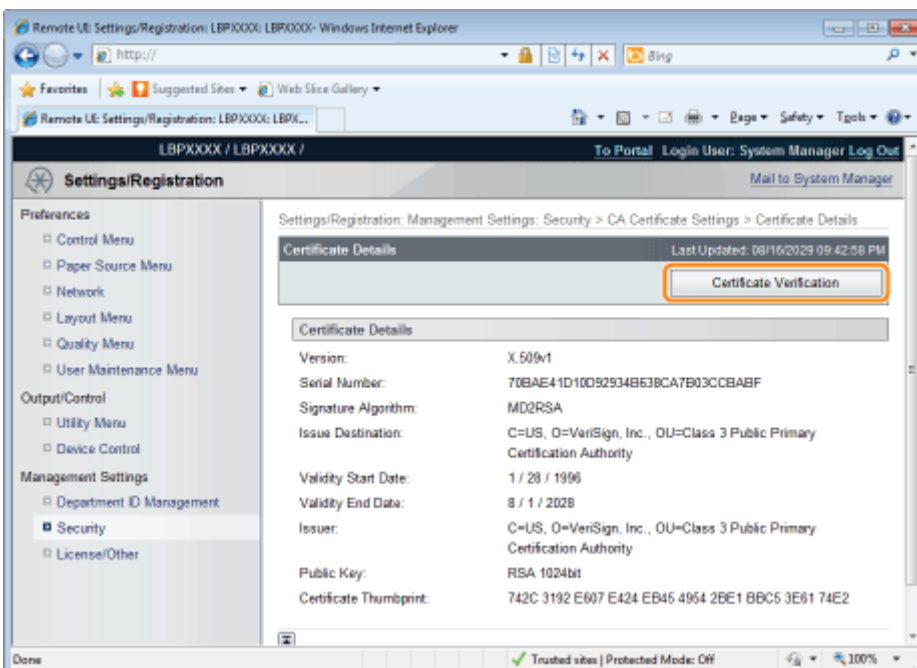 Remote UI: Settings/Registration: LBPXXXX: LBPXXXX- Windows Internet Explorer
http://
Bing
Favorites Suggested Sites Web Slice Gallery
Remote UI: Settings/Registration: LBPXXXX: LBPX...
Page Safety Tools
LBPXXXX / LBPXXXX /
To Portal Login User: System Manager Log Out
Settings/Registration
Mail to System Manager
Preferences
Control Menu
Paper Source Menu
Network
Layout Menu
Quality Menu
User Maintenance Menu
Output/Control
Utility Menu
Device Control
Management Settings
Department ID Management
Security
License/Other
Settings/Registration: Management Settings: Security > CA Certificate Settings > Certificate Details
Certificate Details
Last Updated: 08/16/2029 09:42:58 PM
Certificate Verification
Certificate Details
Version: X.509v1
Serial Number: 70BAE41D10D92934B638CA7B03CCBABF
Signature Algorithm: MD2RSA
Issue Destination: C=US, O=VeriSign, Inc., OU=Class 3 Public Primary
Certification Authority
Validity Start Date: 1 / 28 / 1996
Validity End Date: 8 / 1 / 2028
Issuer: C=US, O=VeriSign, Inc., OU=Class 3 Public Primary
Certification Authority
Public Key: RSA 1024bit
Certificate Thumbprint: 742C 3192 E607 E424 EB45 4954 2BE1 BBC5 3E61 74E2
Done
Trusted sites | Protected Mode: Off
100%